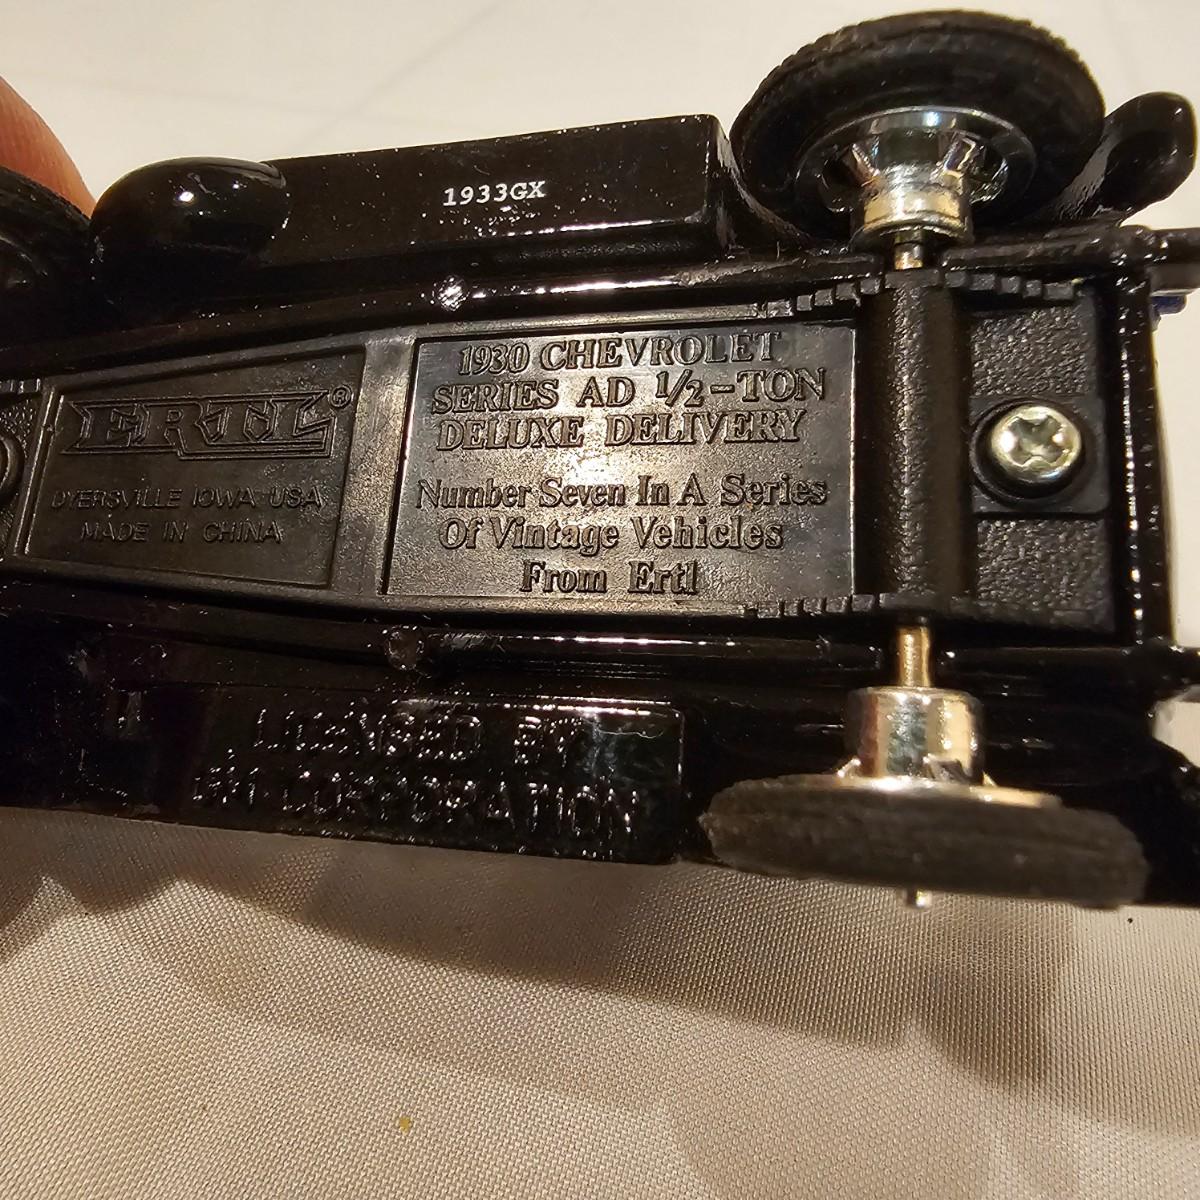 1933GX
ERTL®
DYERSVILLE IOWA USA
MADE IN CHINA
1930 CHEVROLET
SERIES AD 1/2-TON
DELUXE DELIVERY
Number Seven In A Series
Of Vintage Vehicles
From Ertl
LICENSED BY
CORPORATION